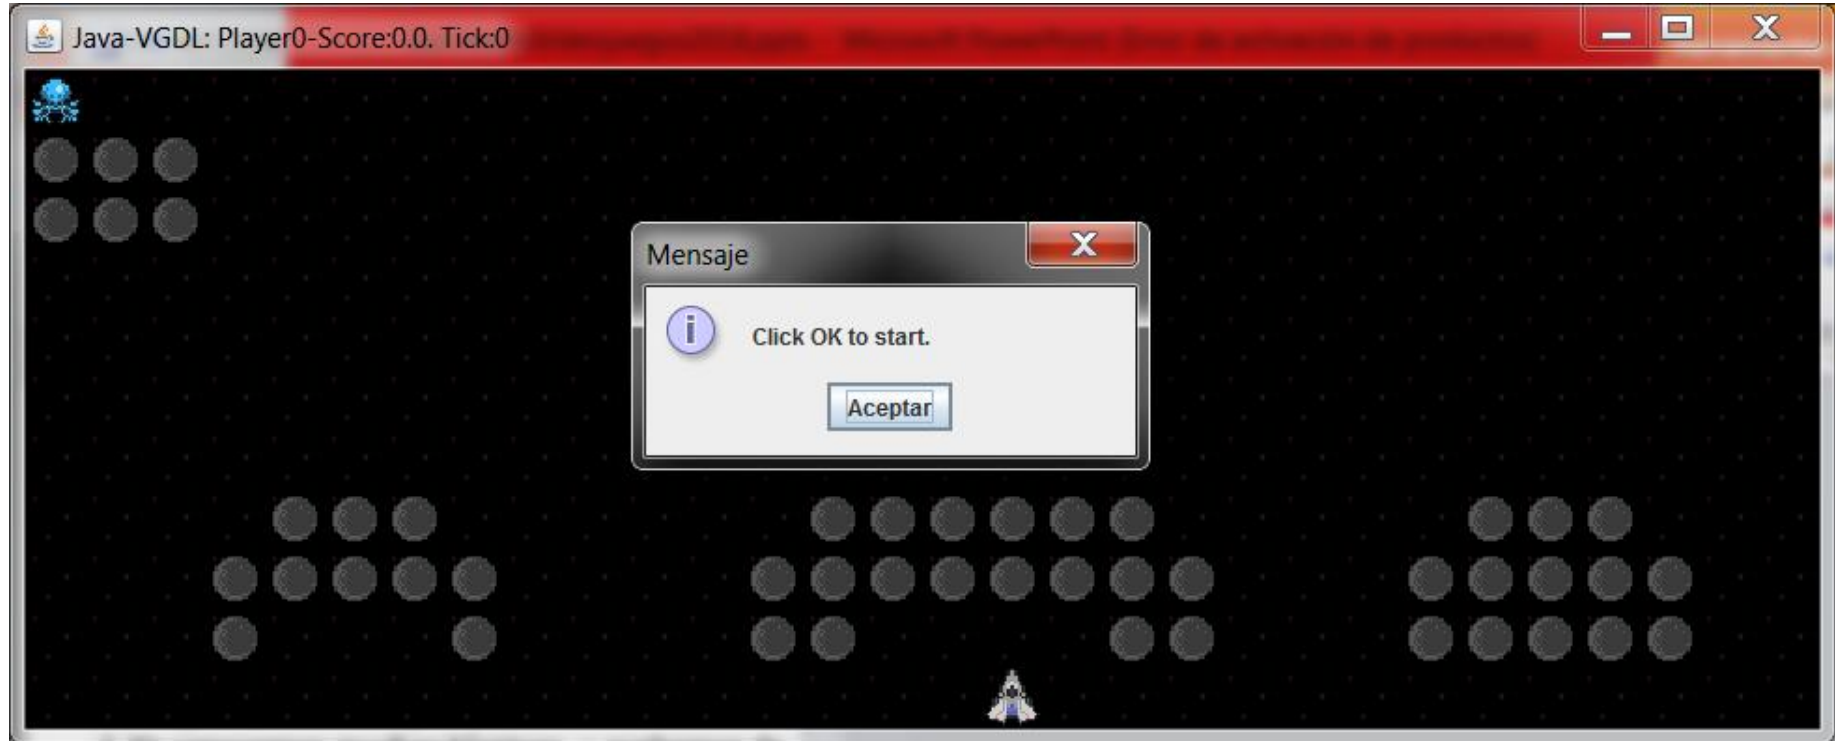 Java-VGDL: Player0-Score:0.0. Tick:0
Mensaje
Click OK to start.
Aceptar